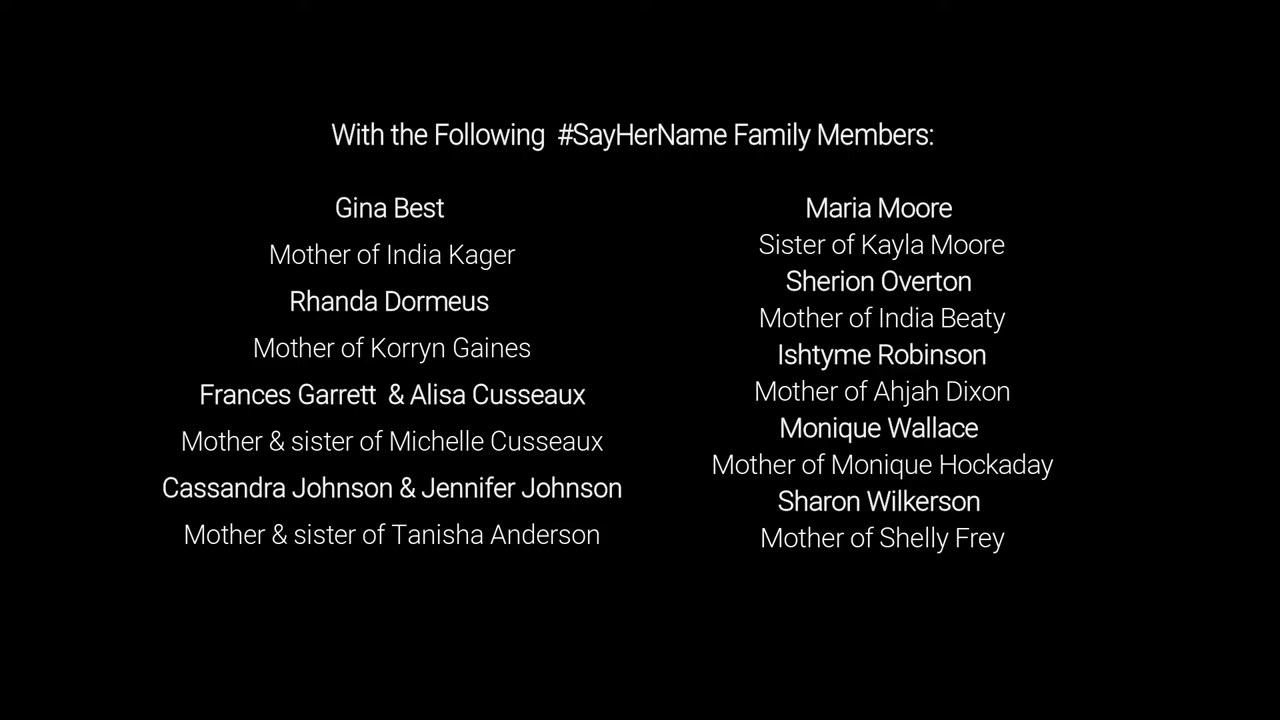 With the Following  #SayHerName Family Members:
Gina Best
Mother of India Kager
Rhanda Dormeus
Mother of Korryn Gaines
Frances Garrett  & Alisa Cusseaux
Mother & sister of Michelle Cusseaux
Cassandra Johnson & Jennifer Johnson
Mother & sister of Tanisha Anderson
Maria Moore
Sister of Kayla Moore
Sherion Overton
Mother of India Beaty
Ishtyme Robinson
Mother of Ahjah Dixon
Monique Wallace
Mother of Monique Hockaday
Sharon Wilkerson
Mother of Shelly Frey